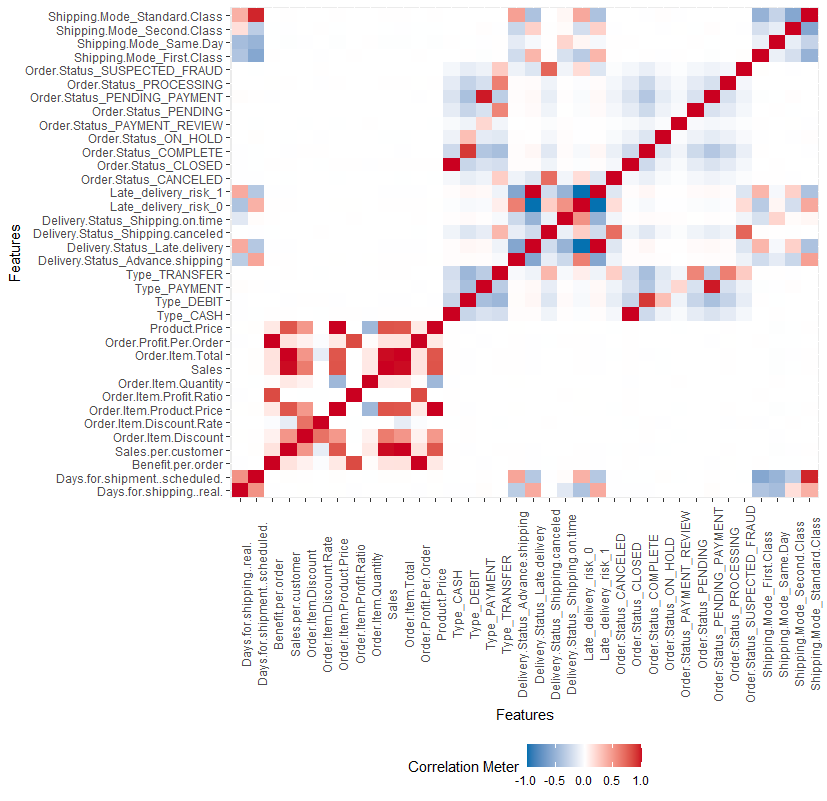 Shipping.Mode_Standard.Class
Shipping.Mode_Second.Class
Shipping.Mode_Same.Day
Shipping.Mode_First.Class
Order.Status_SUSPECTED_FRAUD
Order.Status_PROCESSING
Order.Status_PENDING_PAYMENT
Order.Status_PENDING
Order.Status_PAYMENT_REVIEW
Order.Status_ON_HOLD
Order.Status_COMPLETE
Order.Status_CLOSED
Order.Status_CANCELED
Late_delivery_risk_1
Late_delivery_risk_0
Delivery.Status_Shipping.on.time
Delivery.Status_Shipping.canceled
Delivery.Status_Late.delivery
Delivery.Status_Advance.shipping
Type_TRANSFER
Type_PAYMENT
Type_DEBIT
Type_CASH
Product.Price
Order.Profit.Per.Order
Order.Item.Total
Sales
Order.Item.Quantity
Order.Item.Profit.Ratio
Order.Item.Product.Price
Order.Item.Discount.Rate
Order.Item.Discount
Sales.per.customer
Benefit.per.order
Days.for.shipment..scheduled.
Days.for.shipping..real.
Features
Days.for.shipping..real.
Days.for.shipment..scheduled.
Benefit.per.order
Sales.per.customer
Order.Item.Discount
Order.Item.Discount.Rate
Order.Item.Product.Price
Order.Item.Profit.Ratio
Order.Item.Quantity
Sales
Order.Item.Total
Order.Profit.Per.Order
Product.Price
Type_CASH
Type_DEBIT
Type_PAYMENT
Type_TRANSFER
Delivery.Status_Advance.shipping
Delivery.Status_Late.delivery
Delivery.Status_Shipping.canceled
Delivery.Status_Shipping.on.time
Late_delivery_risk_0
Late_delivery_risk_1
Order.Status_CANCELED
Order.Status_CLOSED
Order.Status_COMPLETE
Order.Status_ON_HOLD
Order.Status_PAYMENT_REVIEW
Order.Status_PENDING
Order.Status_PENDING_PAYMENT
Order.Status_PROCESSING
Order.Status_SUSPECTED_FRAUD
Shipping.Mode_First.Class
Shipping.Mode_Same.Day
Shipping.Mode_Second.Class
Shipping.Mode_Standard.Class
Features
Correlation Meter
-1.0 -0.5 0.0 0.5 1.0